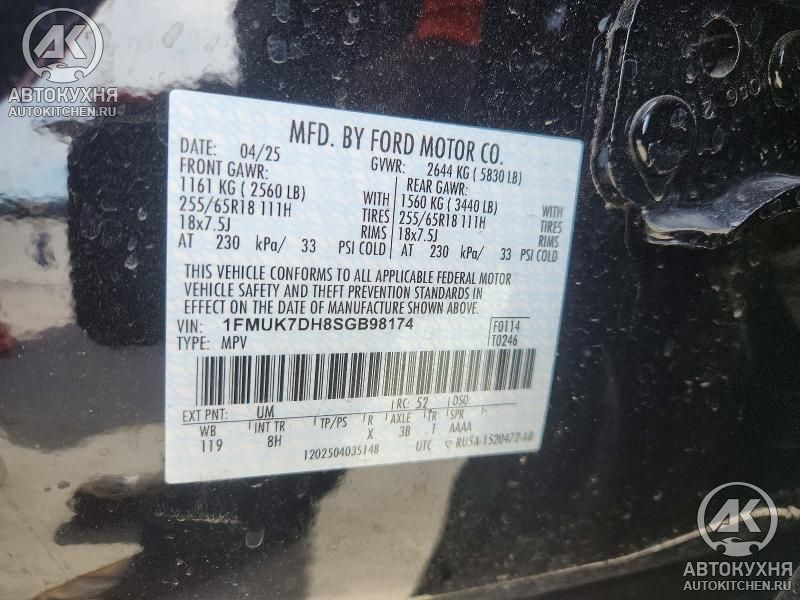 АК
АВТОКУХНЯ
AUTOKITCHEN.RU
MFD. BY FORD MOTOR CO.
DATE: 04/25 GVWR: 2644 KG ( 5830 LB)
FRONT GAWR: REAR GAWR:
1161 KG ( 2560 LB) WITH 1560 KG ( 3440 LB) WITH
255/65R18 111H TIRES 255/65R18 111H TIRES
18x7.5J RIMS 18x7.5J RIMS
AT 230 kPa/ 33 PSI COLD AT 230 kPa/ 33 PSI COLD
THIS VEHICLE CONFORMS TO ALL APPLICABLE FEDERAL MOTOR
VEHICLE SAFETY AND THEFT PREVENTION STANDARDS IN
EFFECT ON THE DATE OF MANUFACTURE SHOWN ABOVE.
VIN: 1FMUK7DH8SGB98174 F0114
TYPE: MPV T0246
EXT PNT: UM RC: 52 DSO:
WB INT TR TP/PS R AXLE TR SPR
119 8H X 3B T AAAA
1202504035148 UTC RU5A-1520472-AB
АК
АВТОКУХНЯ
AUTOKITCHEN.RU